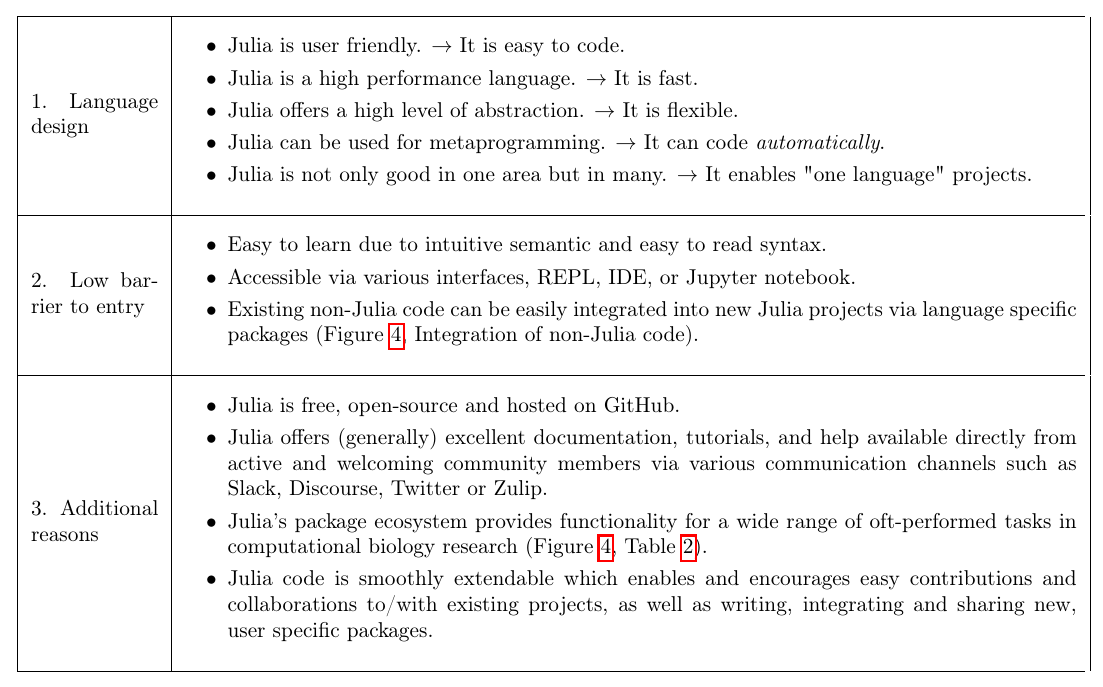 1. Language
design
• Julia is user friendly. → It is easy to code.
• Julia is a high performance language. → It is fast.
• Julia offers a high level of abstraction. → It is flexible.
• Julia can be used for metaprogramming. → It can code automatically.
• Julia is not only good in one area but in many. → It enables "one language" projects.
2. Low bar-
rier to entry
• Easy to learn due to intuitive semantic and easy to read syntax.
• Accessible via various interfaces, REPL, IDE, or Jupyter notebook.
• Existing non-Julia code can be easily integrated into new Julia projects via language specific
packages (Figure 4, Integration of non-Julia code).
3. Additional
reasons
• Julia is free, open-source and hosted on GitHub.
• Julia offers (generally) excellent documentation, tutorials, and help available directly from
active and welcoming community members via various communication channels such as
Slack, Discourse, Twitter or Zulip.
• Julia's package ecosystem provides functionality for a wide range of oft-performed tasks in
computational biology research (Figure 4, Table 2).
• Julia code is smoothly extendable which enables and encourages easy contributions and
collaborations to/with existing projects, as well as writing, integrating and sharing new,
user specific packages.